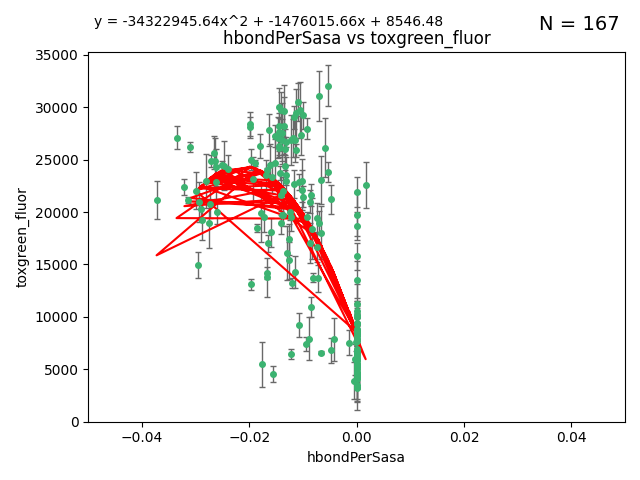 y = -34322945.64x^2 + -1476015.66x + 8546.48
N = 167
hbondPerSasa vs toxgreen_fluor
35000
30000
25000
20000
15000
10000
5000
0
toxgreen_fluor
−0.04
−0.02
0.00
0.02
0.04
hbondPerSasa